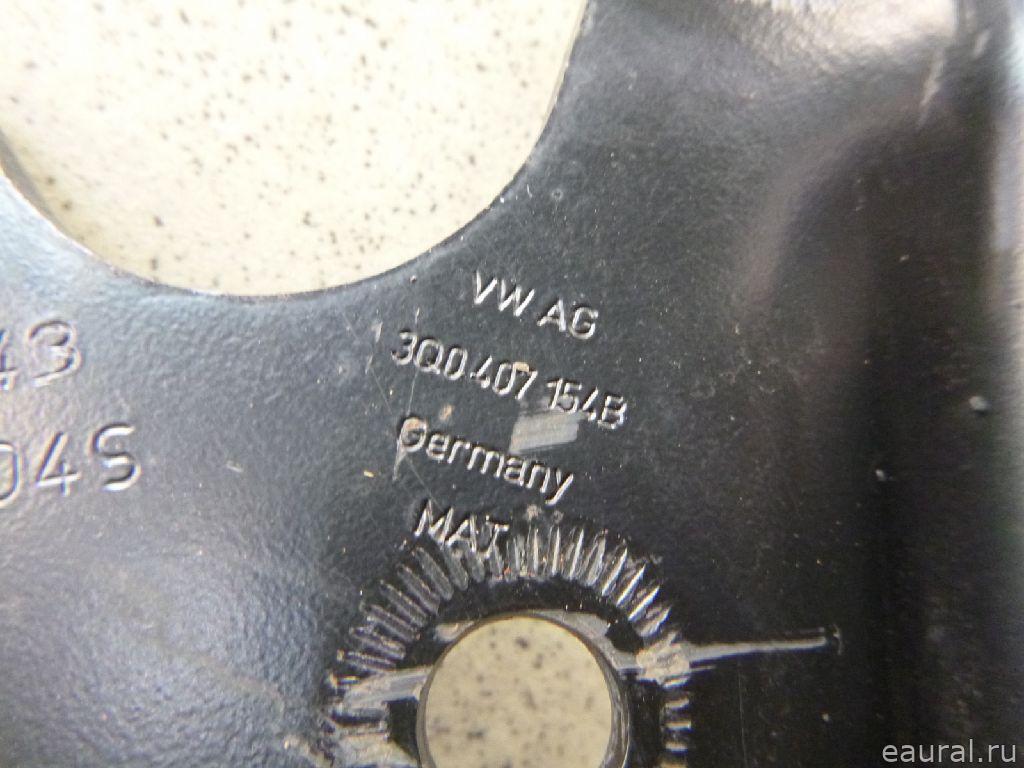 VW AG
3Q0 407 154B
Germany
MAT
43
04S
eaural.ru